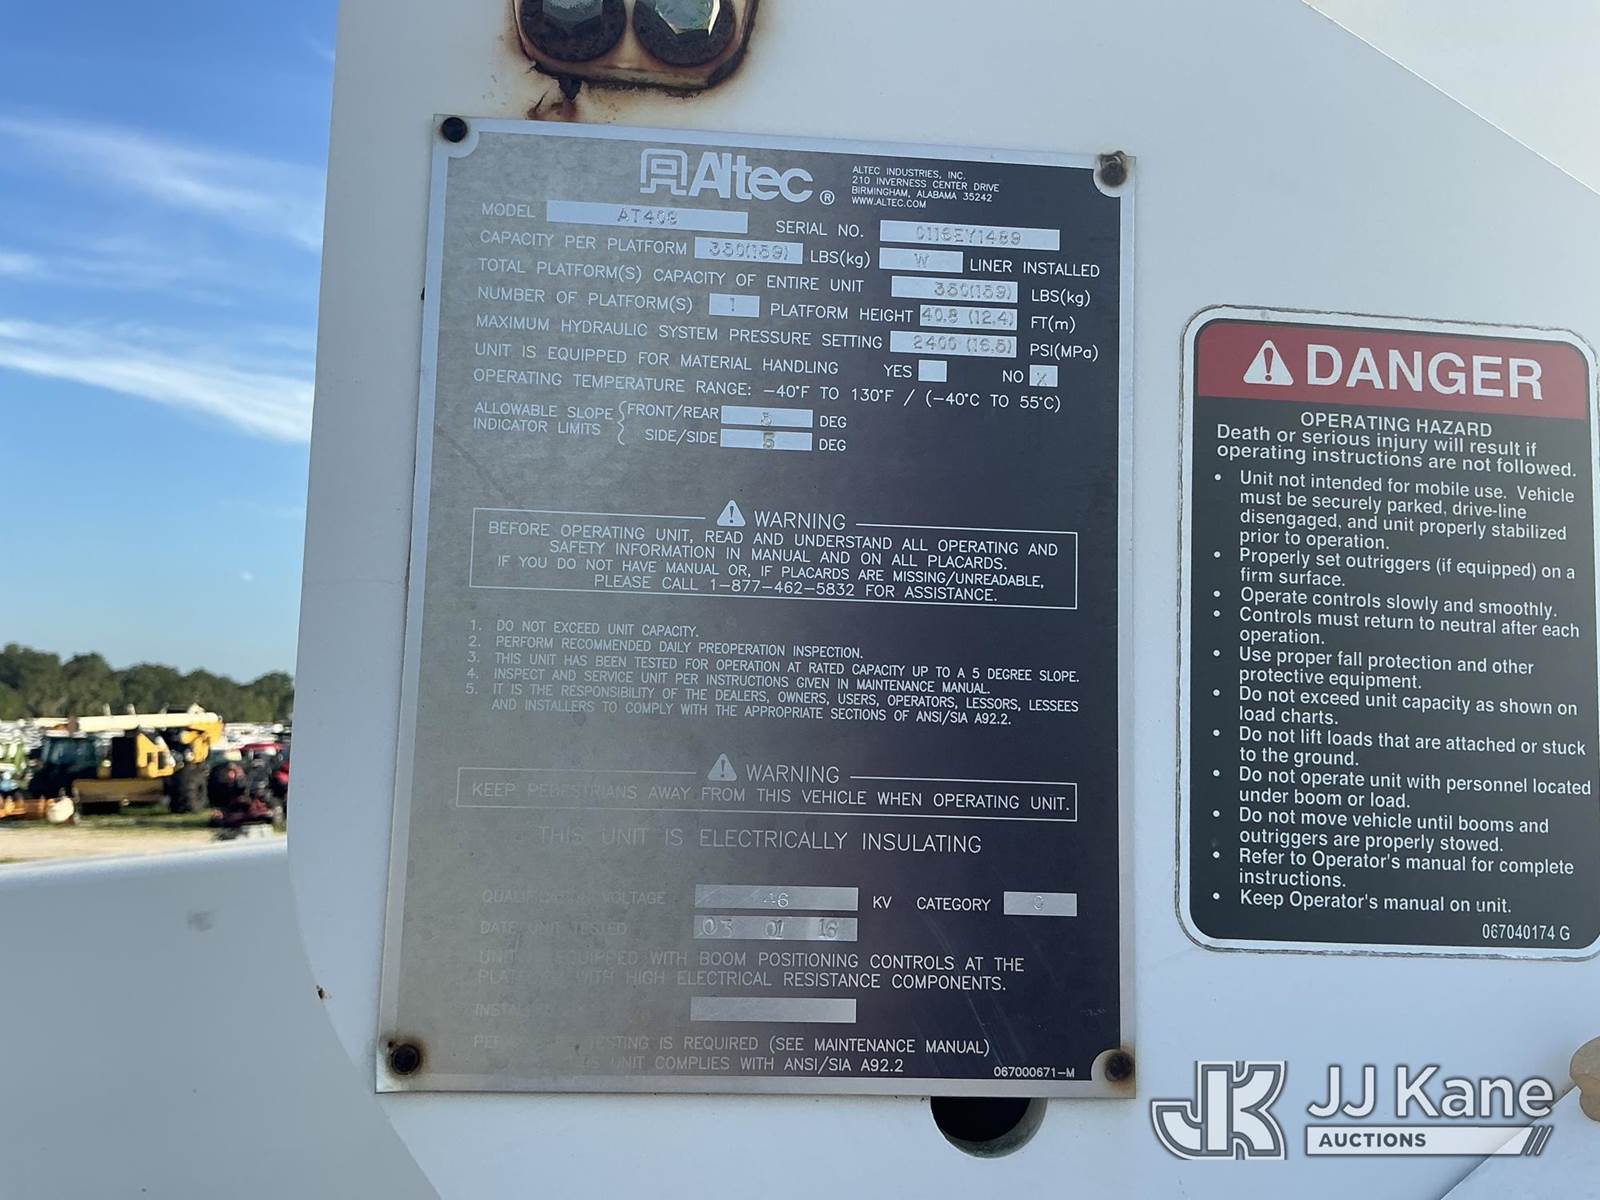 Altec®
ALTEC INDUSTRIES, INC.
210 INVERNESS CENTER DRIVE
BIRMINGHAM, ALABAMA 35242
WWW.ALTEC.COM
MODEL
SERIAL NO. 0116EY1489
CAPACITY PER PLATFORM 350(159) LBS(kg) W LINER INSTALLED
TOTAL PLATFORM(S) CAPACITY OF ENTIRE UNIT 350(159) LBS(kg)
NUMBER OF PLATFORM(S) 1 PLATFORM HEIGHT 40.8 (12.4) FT(m)
MAXIMUM HYDRAULIC SYSTEM PRESSURE SETTING 2400 (16.5) PSI(MPa)
UNIT IS EQUIPPED FOR MATERIAL HANDLING YES NO X
OPERATING TEMPERATURE RANGE: -40°F TO 130°F / (-40°C TO 55°C)
ALLOWABLE SLOPE INDICATOR LIMITS
FRONT/REAR 5 DEG
SIDE/SIDE 5 DEG
WARNING
BEFORE OPERATING UNIT, READ AND UNDERSTAND ALL OPERATING AND
SAFETY INFORMATION IN MANUAL AND ON ALL PLACARDS.
IF YOU DO NOT HAVE MANUAL OR, IF PLACARDS ARE MISSING/UNREADABLE,
PLEASE CALL 1-877-462-5832 FOR ASSISTANCE.
1. DO NOT EXCEED UNIT CAPACITY.
2. PERFORM RECOMMENDED DAILY PREOPERATION INSPECTION.
3. THIS UNIT HAS BEEN TESTED FOR OPERATION AT RATED CAPACITY UP TO A 5 DEGREE SLOPE.
4. INSPECT AND SERVICE UNIT PER INSTRUCTIONS GIVEN IN MAINTENANCE MANUAL.
5. IT IS THE RESPONSIBILITY OF THE DEALERS, OWNERS, USERS, OPERATORS, LESSORS, LESSEES
AND INSTALLERS TO COMPLY WITH THE APPROPRIATE SECTIONS OF ANSI/SIA A92.2.
WARNING
KEEP PEDESTRIANS AWAY FROM THIS VEHICLE WHEN OPERATING UNIT.
THIS UNIT IS ELECTRICALLY INSULATING
QUALIFICATION VOLTAGE 46 KV CATEGORY C
DATE UNIT TESTED 03 01 16
UNIT IS EQUIPPED WITH BOOM POSITIONING CONTROLS AT THE
PLATFORM WITH HIGH ELECTRICAL RESISTANCE COMPONENTS.
TESTING IS REQUIRED (SEE MAINTENANCE MANUAL)
UNIT COMPLIES WITH ANSI/SIA A92.2
067000671-M
DANGER
OPERATING HAZARD
Death or serious injury will result if
operating instructions are not followed.
• Unit not intended for mobile use. Vehicle
must be securely parked, drive-line
disengaged, and unit properly stabilized
prior to operation.
• Properly set outriggers (if equipped) on a
firm surface.
• Operate controls slowly and smoothly.
• Controls must return to neutral after each
operation.
• Use proper fall protection and other
protective equipment.
• Do not exceed unit capacity as shown on
load charts.
• Do not lift loads that are attached or stuck
to the ground.
• Do not operate unit with personnel located
under boom or load.
• Do not move vehicle until booms and
outriggers are properly stowed.
• Refer to Operator's manual for complete
instructions.
• Keep Operator's manual on unit.
067040174 G
JK JJ Kane
AUCTIONS